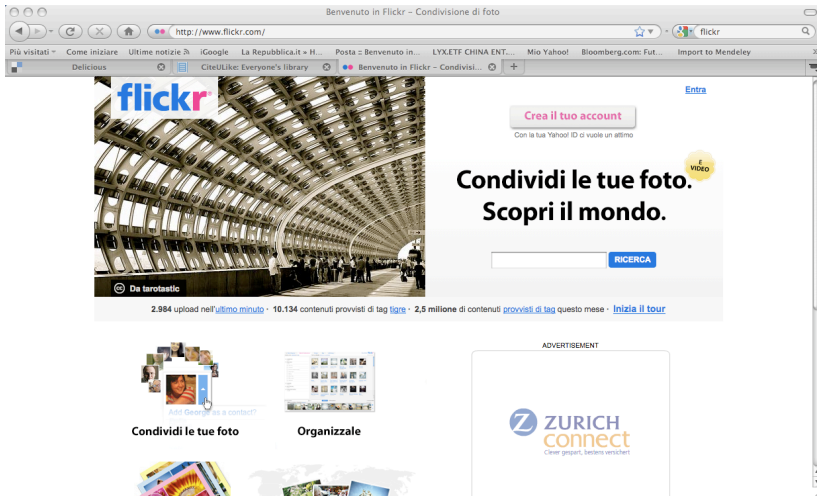 Benvenuto in Flickr – Condivisione di foto
http://www.flickr.com/
flickr
Più visitati Come iniziare Ultime notizie iGoogle La Repubblica.it » H... Posta :: Benvenuto in... LYX.ETF CHINA ENT.... Mio Yahoo! Bloomberg.com: Fut... Import to Mendeley
Delicious CiteULike: Everyone's library Benvenuto in Flickr – Condivisi...
flickr
Entra
Crea il tuo account
Con la tua Yahoo! ID ci vuole un attimo
E
VIDEO
Condividi le tue foto.
Scopri il mondo.
RICERCA
cc Da tarotastic
2.984 upload nell'ultimo minuto · 10.134 contenuti provvisti di tag tigre · 2,5 milione di contenuti provvisti di tag questo mese · Inizia il tour
ADVERTISEMENT
Add George as a contact?
Condividi le tue foto Organizzale
ZURICH
connect
Clever gespart, bestens versichert